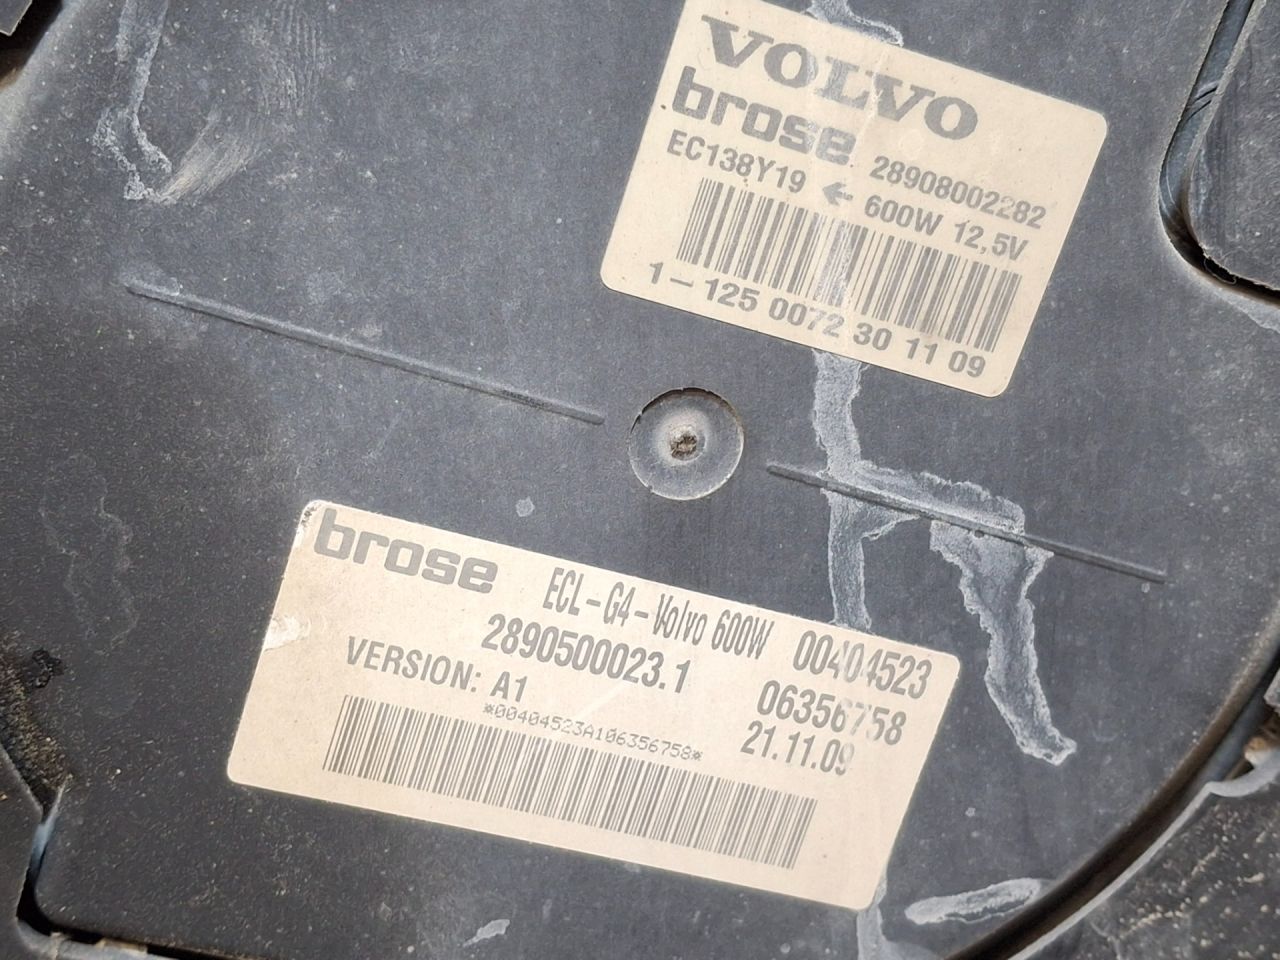 VOLVO
brose 28908002282
EC138Y19 ← 600W 12,5V
1-125 0072 30 11 09
brose ECL-G4-Volvo 600W 00404523
2890500023.1 06356758
VERSION: A1 21.11.09
*00404523A106356758*